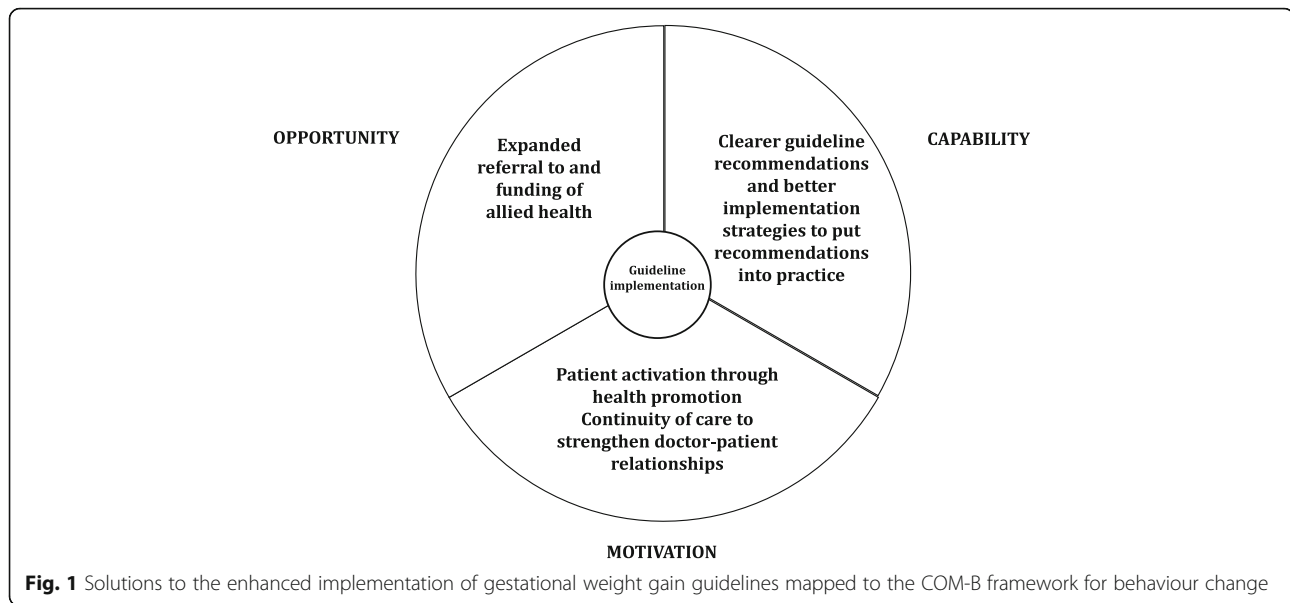 OPPORTUNITY
Expanded
referral to and
funding of
allied health
CAPABILITY
Clearer guideline
recommendations
and better
implementation
strategies to put
recommendations
into practice
Guideline
implementation
Patient activation through
health promotion
Continuity of care to
strengthen doctor-patient
relationships
MOTIVATION
Fig. 1 Solutions to the enhanced implementation of gestational weight gain guidelines mapped to the COM-B framework for behaviour change